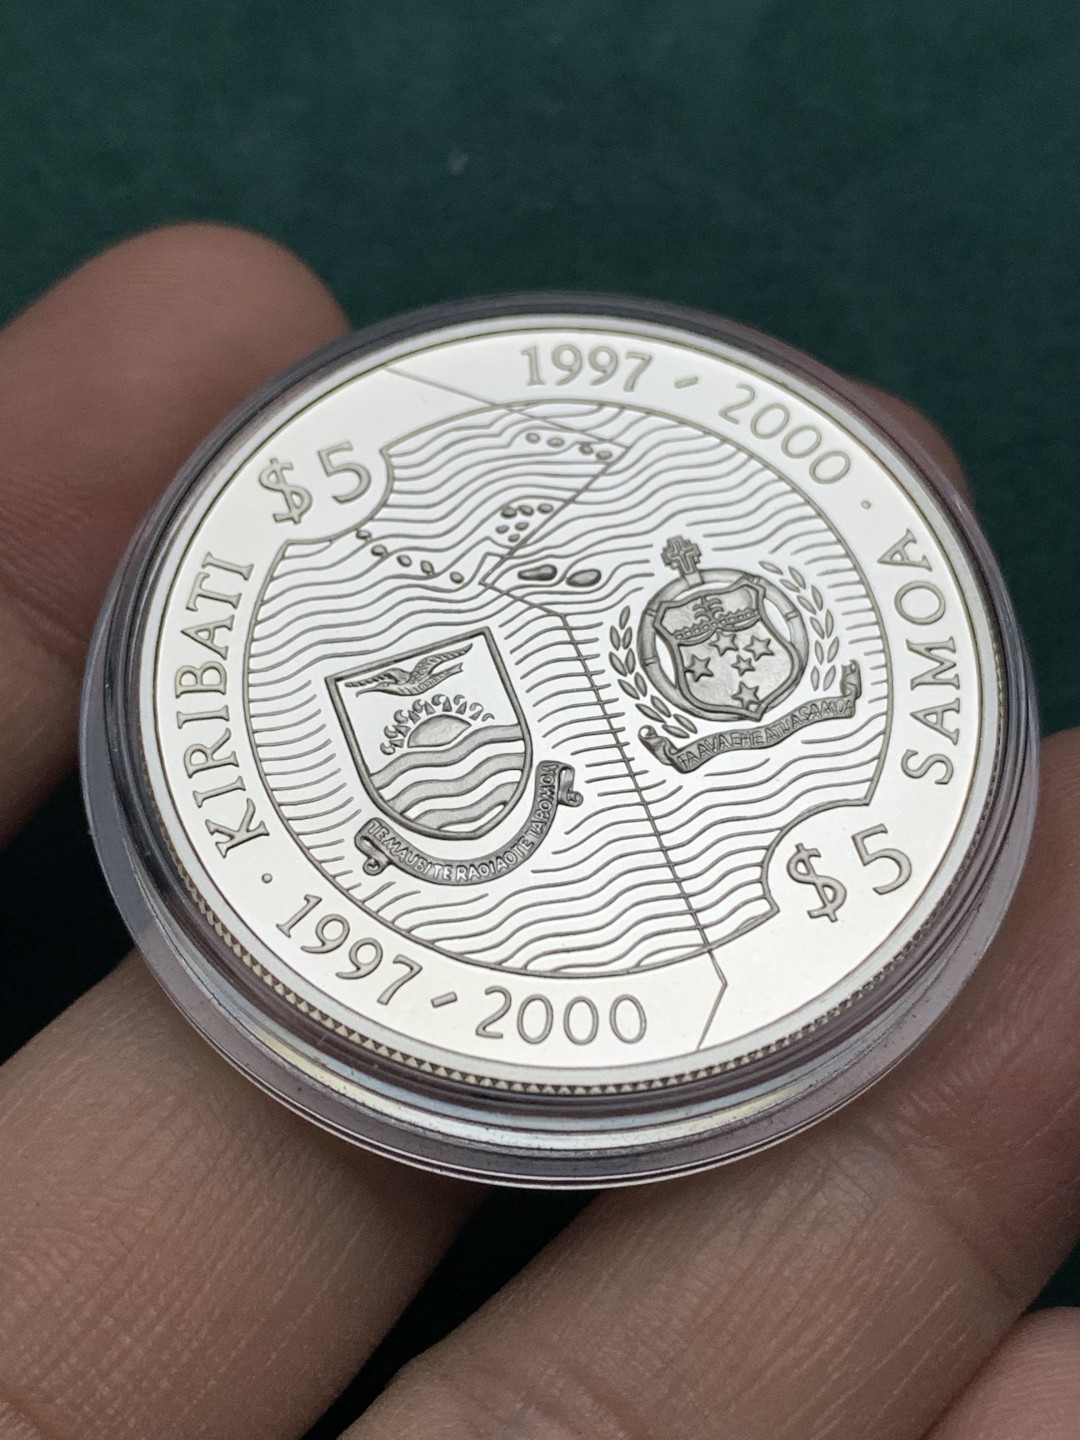 1997 - 2000 ·
$5
KIRIBATI
SAMOA
FAAVAE I LE ATUA SAMOA
TE MAURI TE RAOI AO TE TABOMOA
$5
· 1997 - 2000